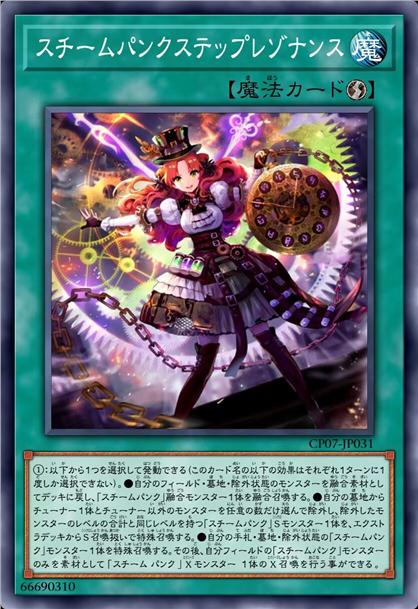 スチームパンクステップレゾナンス 魔
【魔法カード】
CP07-JP031
①:以下から1つを選択して発動できる(このカード名の以下の効果はそれぞれ1ターンに1
度しか選択できない)。●自分のフィールド・墓地・除外状態のモンスターを融合素材とし
てデッキに戻し、「スチームパンク」融合モンスター1体を融合召喚する。●自分の墓地から
チューナー1体とチューナー以外のモンスターを任意の数だけ選んで除外し、除外したモ
ンスターのレベルの合計と同じレベルを持つ「スチームパンク」Sモンスター1体を、エクスト
ラデッキからS召喚扱いで特殊召喚する。●自分の手札・墓地・除外状態の「スチームパン
ク」モンスター1体を特殊召喚する。その後、自分フィールドの「スチームパンク」モンスター
のみを素材として「スチームパンク」Xモンスター1体のX召喚を行う事ができる。
66690310